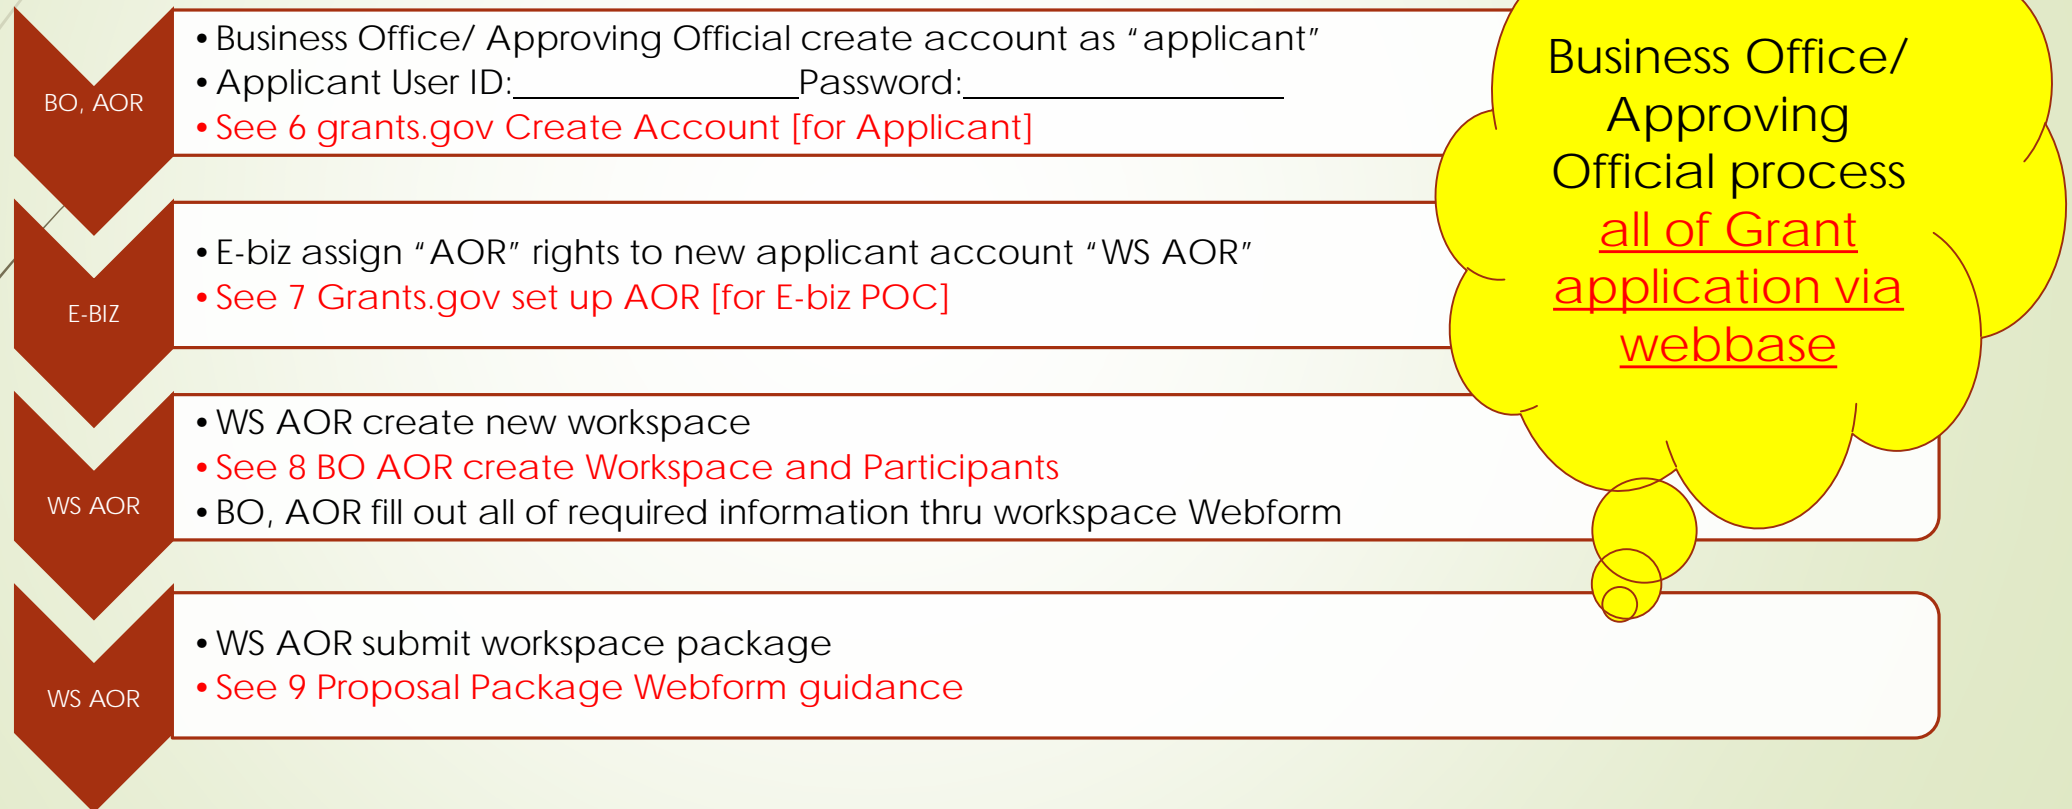 BO, AOR
• Business Office/ Approving Official create account as “applicant”
• Applicant User ID:________________Password:__________________
• See 6 grants.gov Create Account [for Applicant]
E-BIZ
• E-biz assign “AOR” rights to new applicant account “WS AOR”
• See 7 Grants.gov set up AOR [for E-biz POC]
WS AOR
• WS AOR create new workspace
• See 8 BO AOR create Workspace and Participants
• BO, AOR fill out all of required information thru workspace Webform
WS AOR
• WS AOR submit workspace package
• See 9 Proposal Package Webform guidance
Business Office/
Approving
Official process
all of Grant
application via
webbase